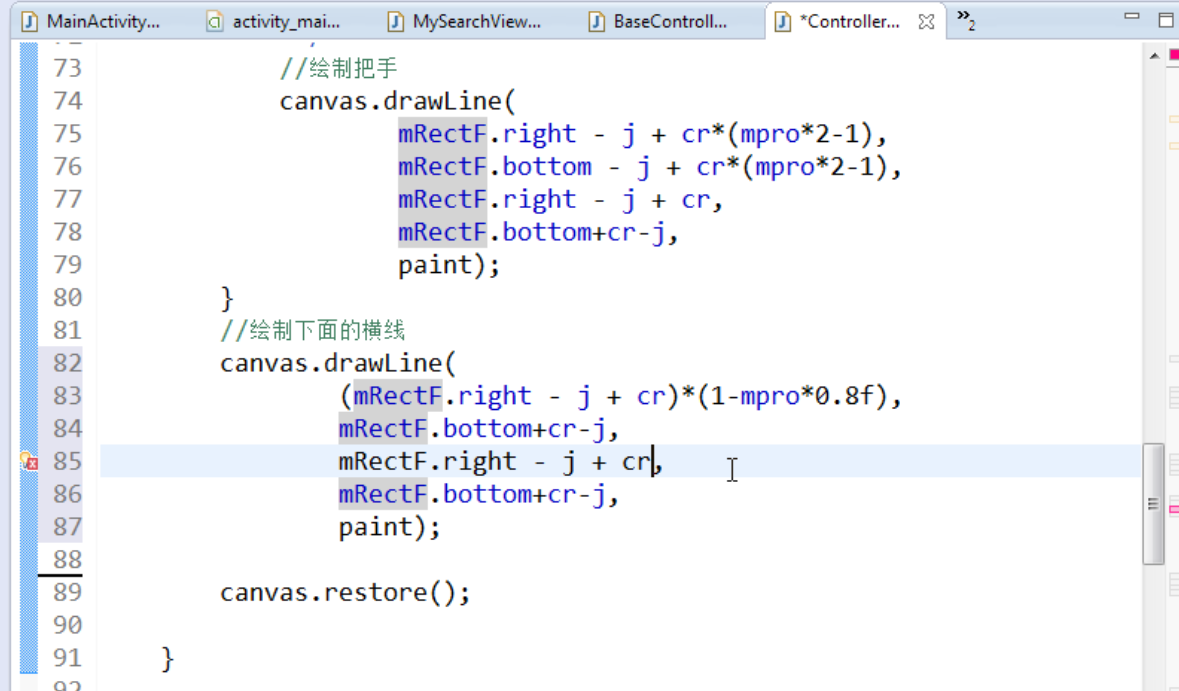 MainActivity...
activity_mai...
MySearchView...
BaseControll...
*Controller...
»2
73 //绘制把手
74 canvas.drawLine(
75 mRectF.right - j + cr*(mpro*2-1),
76 mRectF.bottom - j + cr*(mpro*2-1),
77 mRectF.right - j + cr,
78 mRectF.bottom+cr-j,
79 paint);
80 }
81 //绘制下面的横线
82 canvas.drawLine(
83 (mRectF.right - j + cr)*(1-mpro*0.8f),
84 mRectF.bottom+cr-j,
85 mRectF.right - j + cr,
86 mRectF.bottom+cr-j,
87 paint);
88
89 canvas.restore();
90
91 }
92